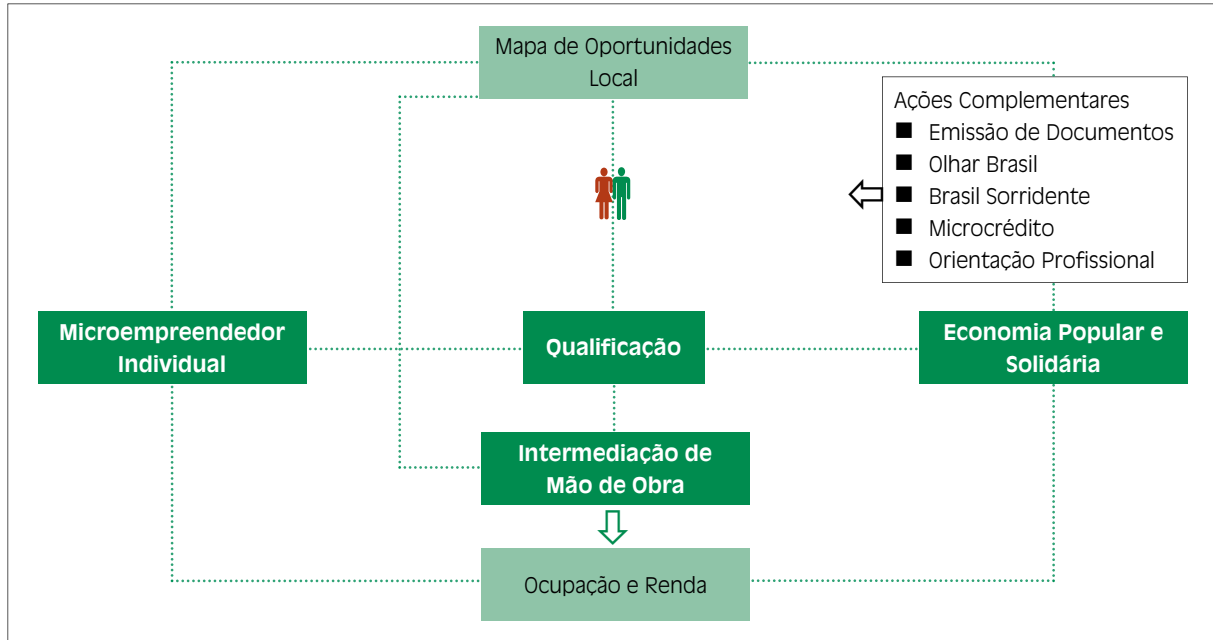 Mapa de Oportunidades
Local
Ações Complementares
■ Emissão de Documentos
■ Olhar Brasil
■ Brasil Sorridente
■ Microcrédito
■ Orientação Profissional
Microempreendedor
Individual
Qualificação
Economia Popular e
Solidária
Intermediação de
Mão de Obra
Ocupação e Renda